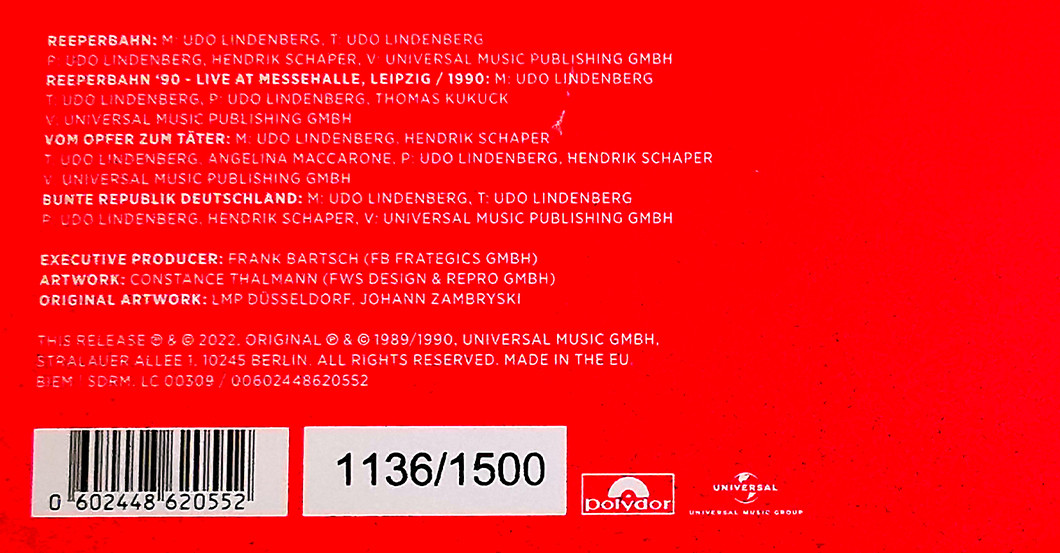 REEPERBAHN: M: UDO LINDENBERG, T: UDO LINDENBERG
P: UDO LINDENBERG, HENDRIK SCHAPER, V: UNIVERSAL MUSIC PUBLISHING GMBH
REEPERBAHN '90 - LIVE AT MESSEHALLE, LEIPZIG / 1990: M: UDO LINDENBERG
T: UDO LINDENBERG, P: UDO LINDENBERG, THOMAS KUKUCK
V: UNIVERSAL MUSIC PUBLISHING GMBH
VOM OPFER ZUM TÄTER: M: UDO LINDENBERG, HENDRIK SCHAPER
T: UDO LINDENBERG, ANGELINA MACCARONE, P: UDO LINDENBERG, HENDRIK SCHAPER
V: UNIVERSAL MUSIC PUBLISHING GMBH
BUNTE REPUBLIK DEUTSCHLAND: M: UDO LINDENBERG, T: UDO LINDENBERG
P: UDO LINDENBERG, HENDRIK SCHAPER, V: UNIVERSAL MUSIC PUBLISHING GMBH
EXECUTIVE PRODUCER: FRANK BARTSCH (FB FRATEGICS GMBH)
ARTWORK: CONSTANCE THALMANN (FWS DESIGN & REPRO GMBH)
ORIGINAL ARTWORK: LMP DÜSSELDORF, JOHANN ZAMBRYSKI
THIS RELEASE ℗ & © 2022. ORIGINAL ℗ & © 1989/1990, UNIVERSAL MUSIC GMBH,
STRALAUER ALLEE 1, 10245 BERLIN. ALL RIGHTS RESERVED. MADE IN THE EU.
BIEM / SDRM. LC 00309 / 00602448620552
0 602448 620552
1136/1500
polydor
UNIVERSAL
UNIVERSAL MUSIC GROUP